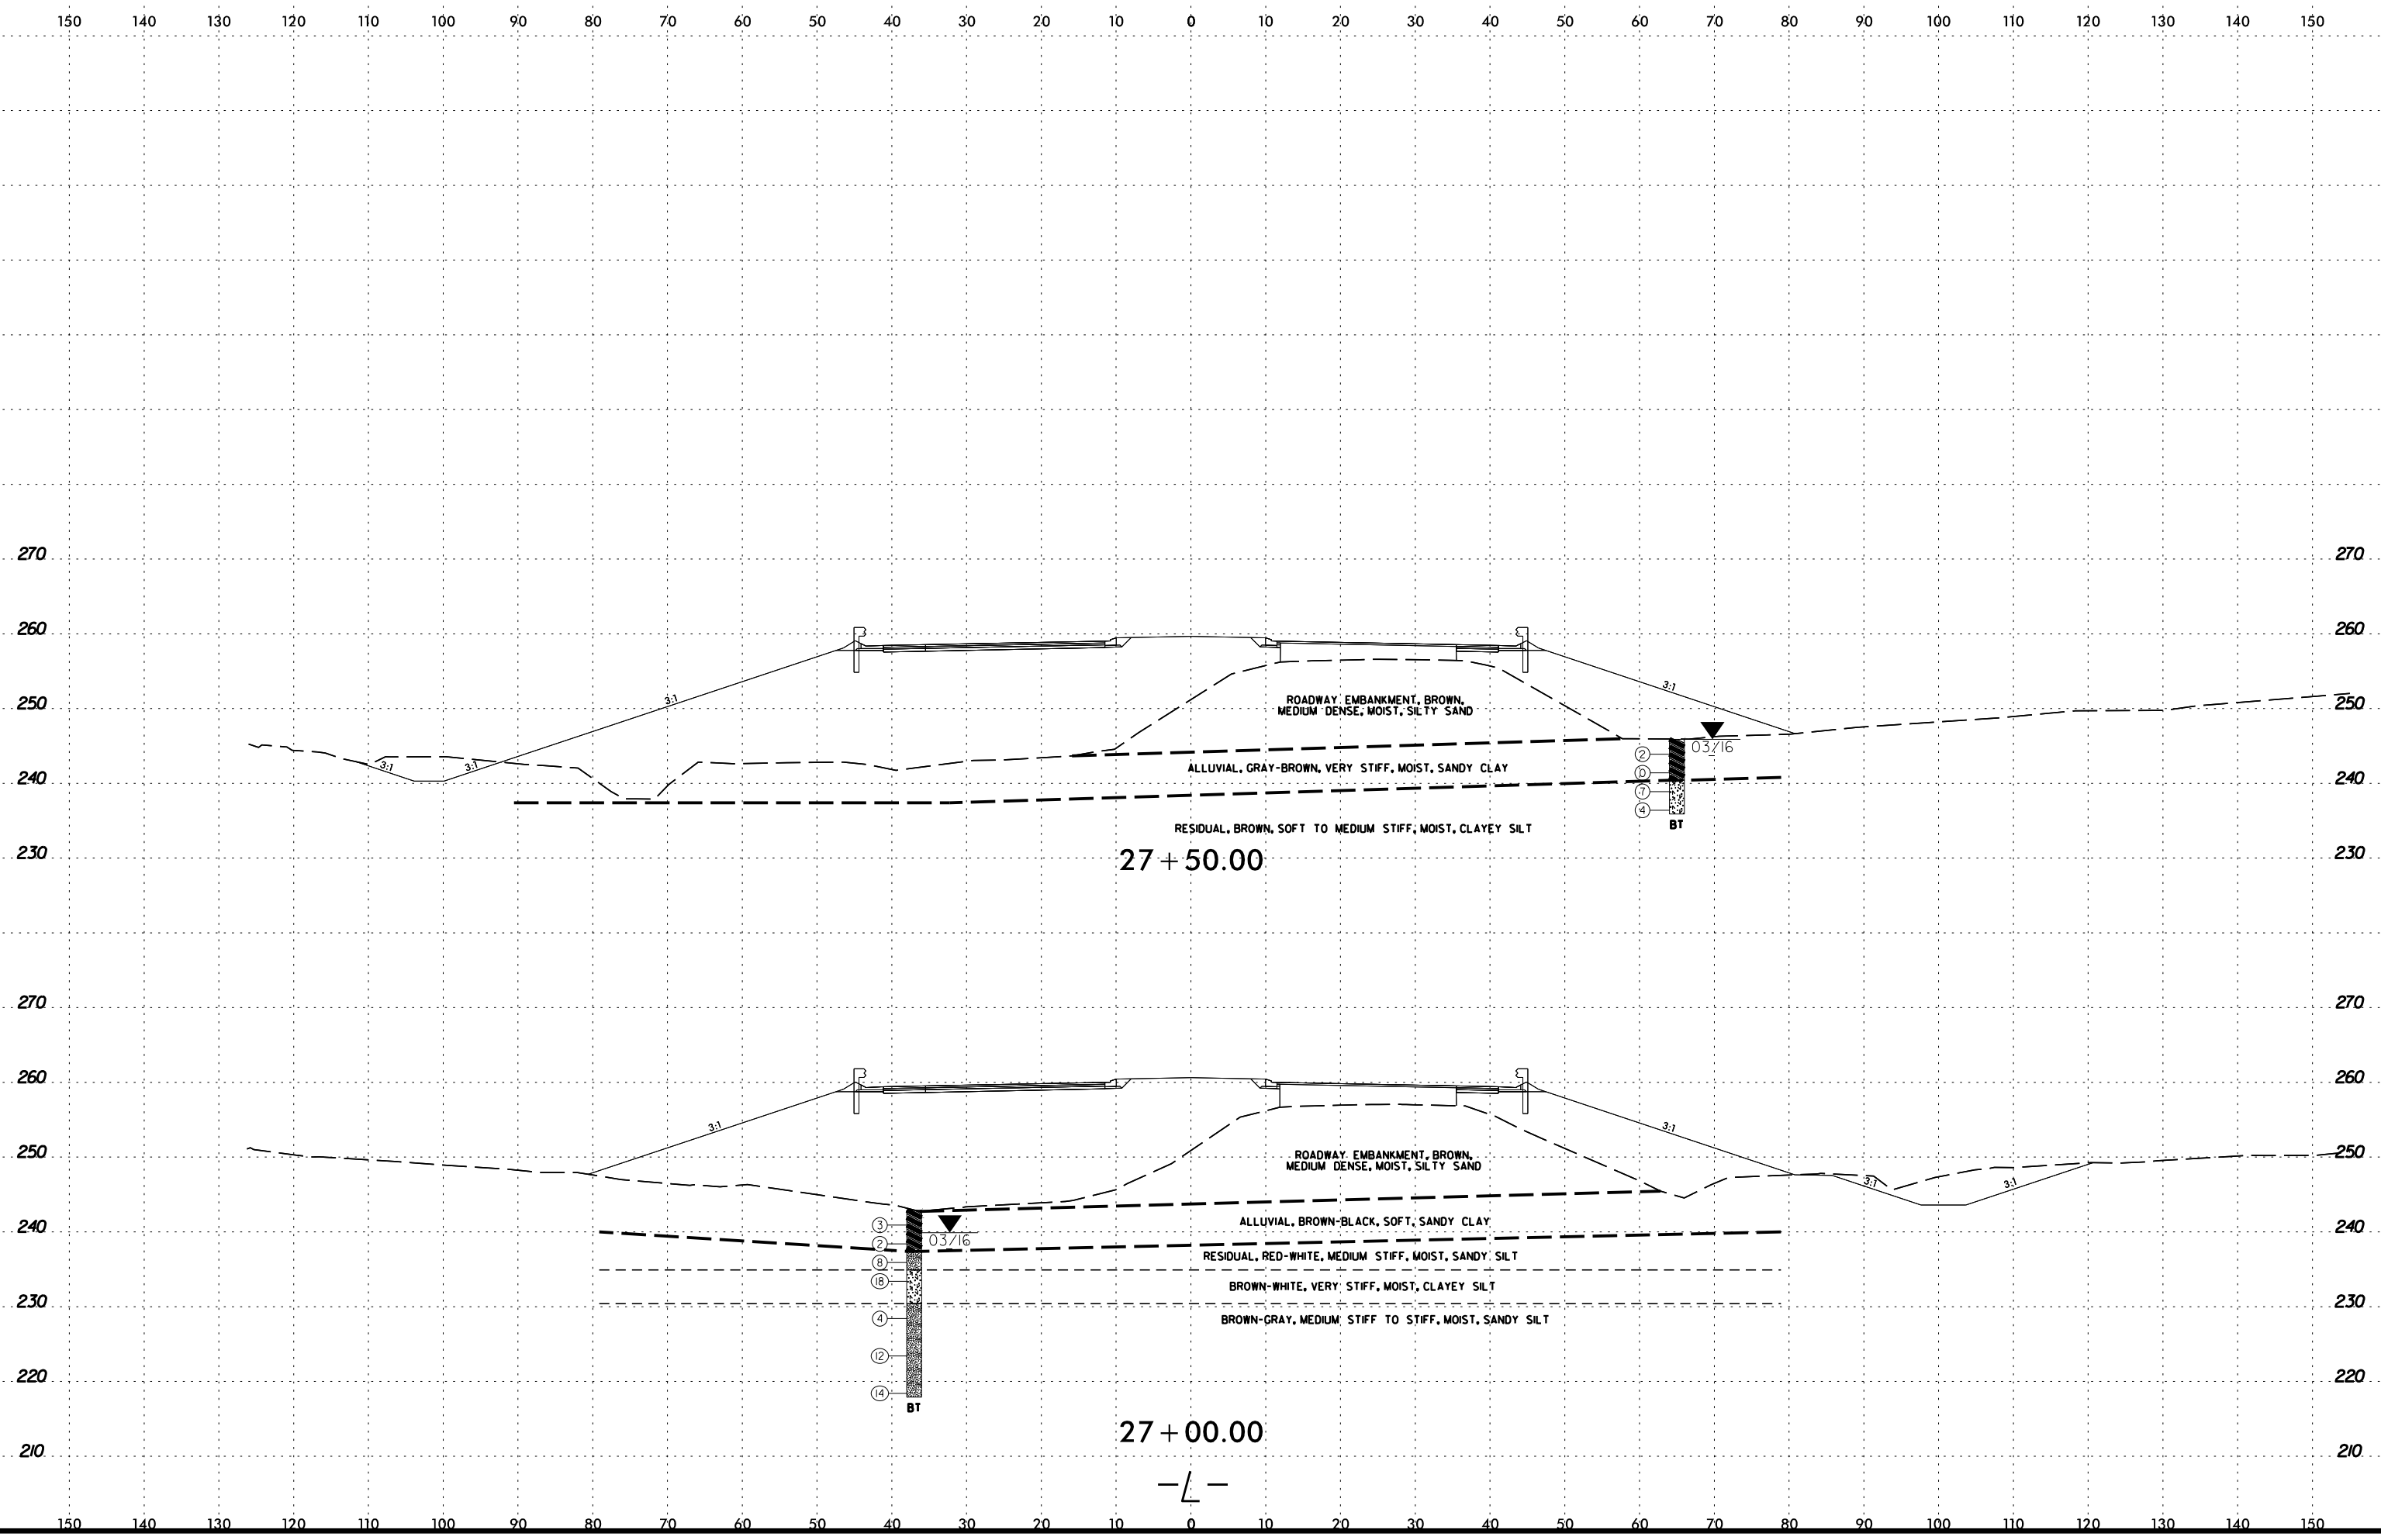 150 140 130 120 110 100 90 80 70 60 50 40 30 20 10 0 10 20 30 40 50 60 70 80 90 100 110 120 130 140 150
270 270
260 260
3:1 3:1
250 250
ROADWAY EMBANKMENT, BROWN,
MEDIUM DENSE, MOIST, SILTY SAND
03/16
2
3:1 3:1
ALLUVIAL, GRAY-BROWN, VERY STIFF, MOIST, SANDY CLAY
0
240 240
7
4
BT
RESIDUAL, BROWN, SOFT TO MEDIUM STIFF, MOIST, CLAYEY SILT
230 230
27+50.00
270 270
260 260
3:1 3:1
250 250
ROADWAY EMBANKMENT, BROWN,
MEDIUM DENSE, MOIST, SILTY SAND
3:1 3:1
3
ALLUVIAL, BROWN-BLACK, SOFT, SANDY CLAY
240 240
2
03/16
8
RESIDUAL, RED-WHITE, MEDIUM STIFF, MOIST, SANDY SILT
18
BROWN-WHITE, VERY STIFF, MOIST, CLAYEY SILT
230 230
4
BROWN-GRAY, MEDIUM STIFF TO STIFF, MOIST, SANDY SILT
12
220 220
14
BT
27+00.00
210 210
-L-
150 140 130 120 110 100 90 80 70 60 50 40 30 20 10 0 10 20 30 40 50 60 70 80 90 100 110 120 130 140 150